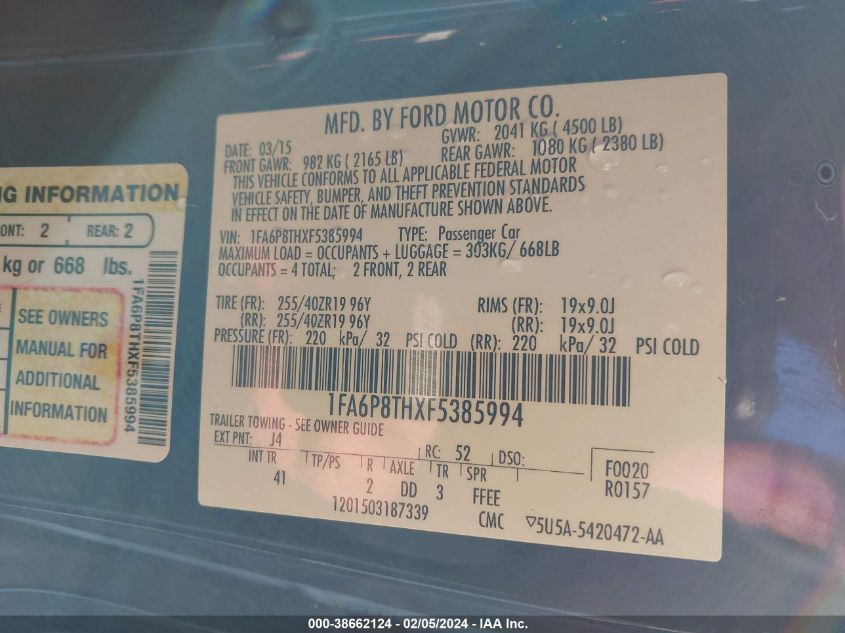 MFD. BY FORD MOTOR CO.
DATE: 03/15 GVWR: 2041 KG ( 4500 LB)
FRONT GAWR: 982 KG ( 2165 LB) REAR GAWR: 1080 KG ( 2380 LB)
THIS VEHICLE CONFORMS TO ALL APPLICABLE FEDERAL MOTOR
VEHICLE SAFETY, BUMPER, AND THEFT PREVENTION STANDARDS
IN EFFECT ON THE DATE OF MANUFACTURE SHOWN ABOVE.
VIN: 1FA6P8THXF5385994 TYPE: Passenger Car
MAXIMUM LOAD = OCCUPANTS + LUGGAGE = 303KG/ 668LB
OCCUPANTS = 4 TOTAL; 2 FRONT, 2 REAR
TIRE (FR): 255/40ZR19 96Y RIMS (FR): 19x9.0J
(RR): 255/40ZR19 96Y (RR): 19x9.0J
PRESSURE (FR): 220 kPa/ 32 PSI COLD (RR): 220 kPa/ 32 PSI COLD
1FA6P8THXF5385994
TRAILER TOWING - SEE OWNER GUIDE
EXT PNT: J4 RC: 52 DSO:
INT TR TP/PS R AXLE TR SPR
41 2 DD 3 FFEE
F0020
R0157
1201503187339 CMC ▽5U5A-5420472-AA
NG INFORMATION
ONT: 2 REAR: 2
kg or 668 lbs.
SEE OWNERS
MANUAL FOR
ADDITIONAL
INFORMATION
1FA6P8THXF5385994
000-38662124 - 02/05/2024 - IAA Inc.